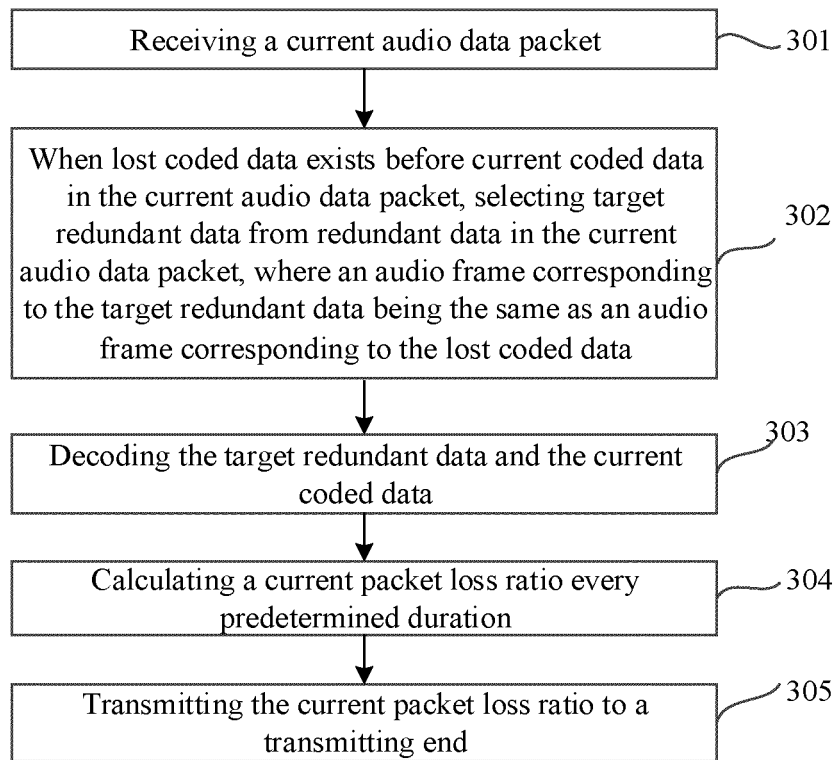 Receiving a current audio data packet
301
When lost coded data exists before current coded data
in the current audio data packet, selecting target
redundant data from redundant data in the current
audio data packet, where an audio frame corresponding
to the target redundant data being the same as an audio
frame corresponding to the lost coded data
302
Decoding the target redundant data and the current
coded data
303
Calculating a current packet loss ratio every
predetermined duration
304
Transmitting the current packet loss ratio to a
transmitting end
305